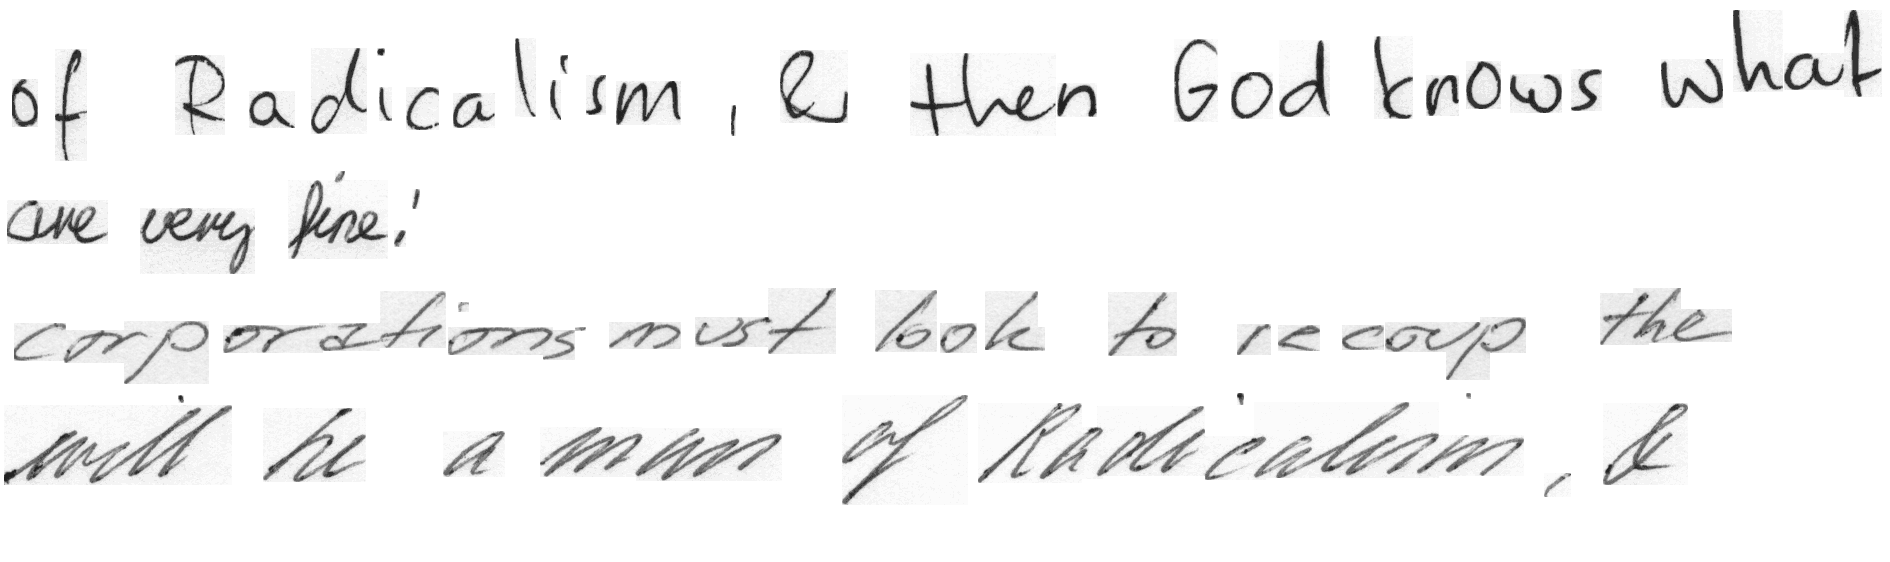 of Radicalism, & then God knows what
are very fine!
corporations must look to recoup the
will he a man of Radicalism, &